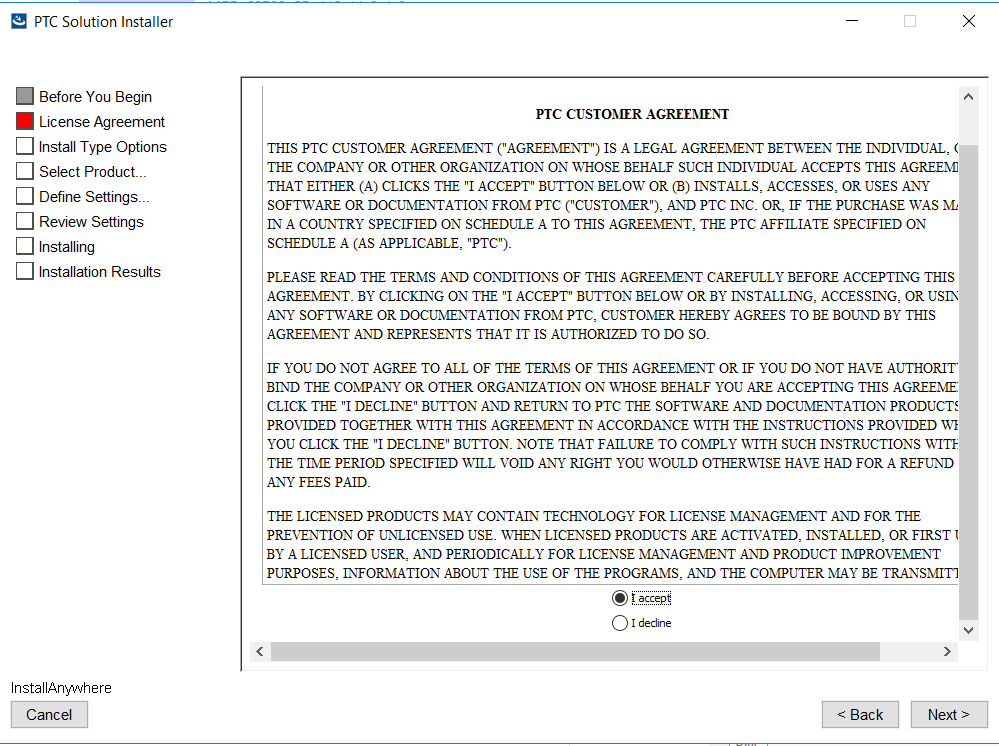 PTC Solution Installer
Before You Begin
License Agreement
Install Type Options
Select Product...
Define Settings...
Review Settings
Installing
Installation Results
PTC CUSTOMER AGREEMENT
THIS PTC CUSTOMER AGREEMENT ("AGREEMENT") IS A LEGAL AGREEMENT BETWEEN THE INDIVIDUAL,
THE COMPANY OR OTHER ORGANIZATION ON WHOSE BEHALF SUCH INDIVIDUAL ACCEPTS THIS AGREEM
THAT EITHER (A) CLICKS THE "I ACCEPT" BUTTON BELOW OR (B) INSTALLS, ACCESSES, OR USES ANY
SOFTWARE OR DOCUMENTATION FROM PTC ("CUSTOMER"), AND PTC INC. OR, IF THE PURCHASE WAS MA
IN A COUNTRY SPECIFIED ON SCHEDULE A TO THIS AGREEMENT, THE PTC AFFILIATE SPECIFIED ON
SCHEDULE A (AS APPLICABLE, "PTC").
PLEASE READ THE TERMS AND CONDITIONS OF THIS AGREEMENT CAREFULLY BEFORE ACCEPTING THIS
AGREEMENT. BY CLICKING ON THE "I ACCEPT" BUTTON BELOW OR BY INSTALLING, ACCESSING, OR USIN
ANY SOFTWARE OR DOCUMENTATION FROM PTC, CUSTOMER HEREBY AGREES TO BE BOUND BY THIS
AGREEMENT AND REPRESENTS THAT IT IS AUTHORIZED TO DO SO.
IF YOU DO NOT AGREE TO ALL OF THE TERMS OF THIS AGREEMENT OR IF YOU DO NOT HAVE AUTHORIT
BIND THE COMPANY OR OTHER ORGANIZATION ON WHOSE BEHALF YOU ARE ACCEPTING THIS AGREEME
CLICK THE "I DECLINE" BUTTON AND RETURN TO PTC THE SOFTWARE AND DOCUMENTATION PRODUCTS
PROVIDED TOGETHER WITH THIS AGREEMENT IN ACCORDANCE WITH THE INSTRUCTIONS PROVIDED WH
YOU CLICK THE "I DECLINE" BUTTON. NOTE THAT FAILURE TO COMPLY WITH SUCH INSTRUCTIONS WITH
THE TIME PERIOD SPECIFIED WILL VOID ANY RIGHT YOU WOULD OTHERWISE HAVE HAD FOR A REFUND
ANY FEES PAID.
THE LICENSED PRODUCTS MAY CONTAIN TECHNOLOGY FOR LICENSE MANAGEMENT AND FOR THE
PREVENTION OF UNLICENSED USE. WHEN LICENSED PRODUCTS ARE ACTIVATED, INSTALLED, OR FIRST
BY A LICENSED USER, AND PERIODICALLY FOR LICENSE MANAGEMENT AND PRODUCT IMPROVEMENT
PURPOSES, INFORMATION ABOUT THE USE OF THE PROGRAMS, AND THE COMPUTER MAY BE TRANSMITT
I accept
I decline
InstallAnywhere
Cancel
< Back
Next >